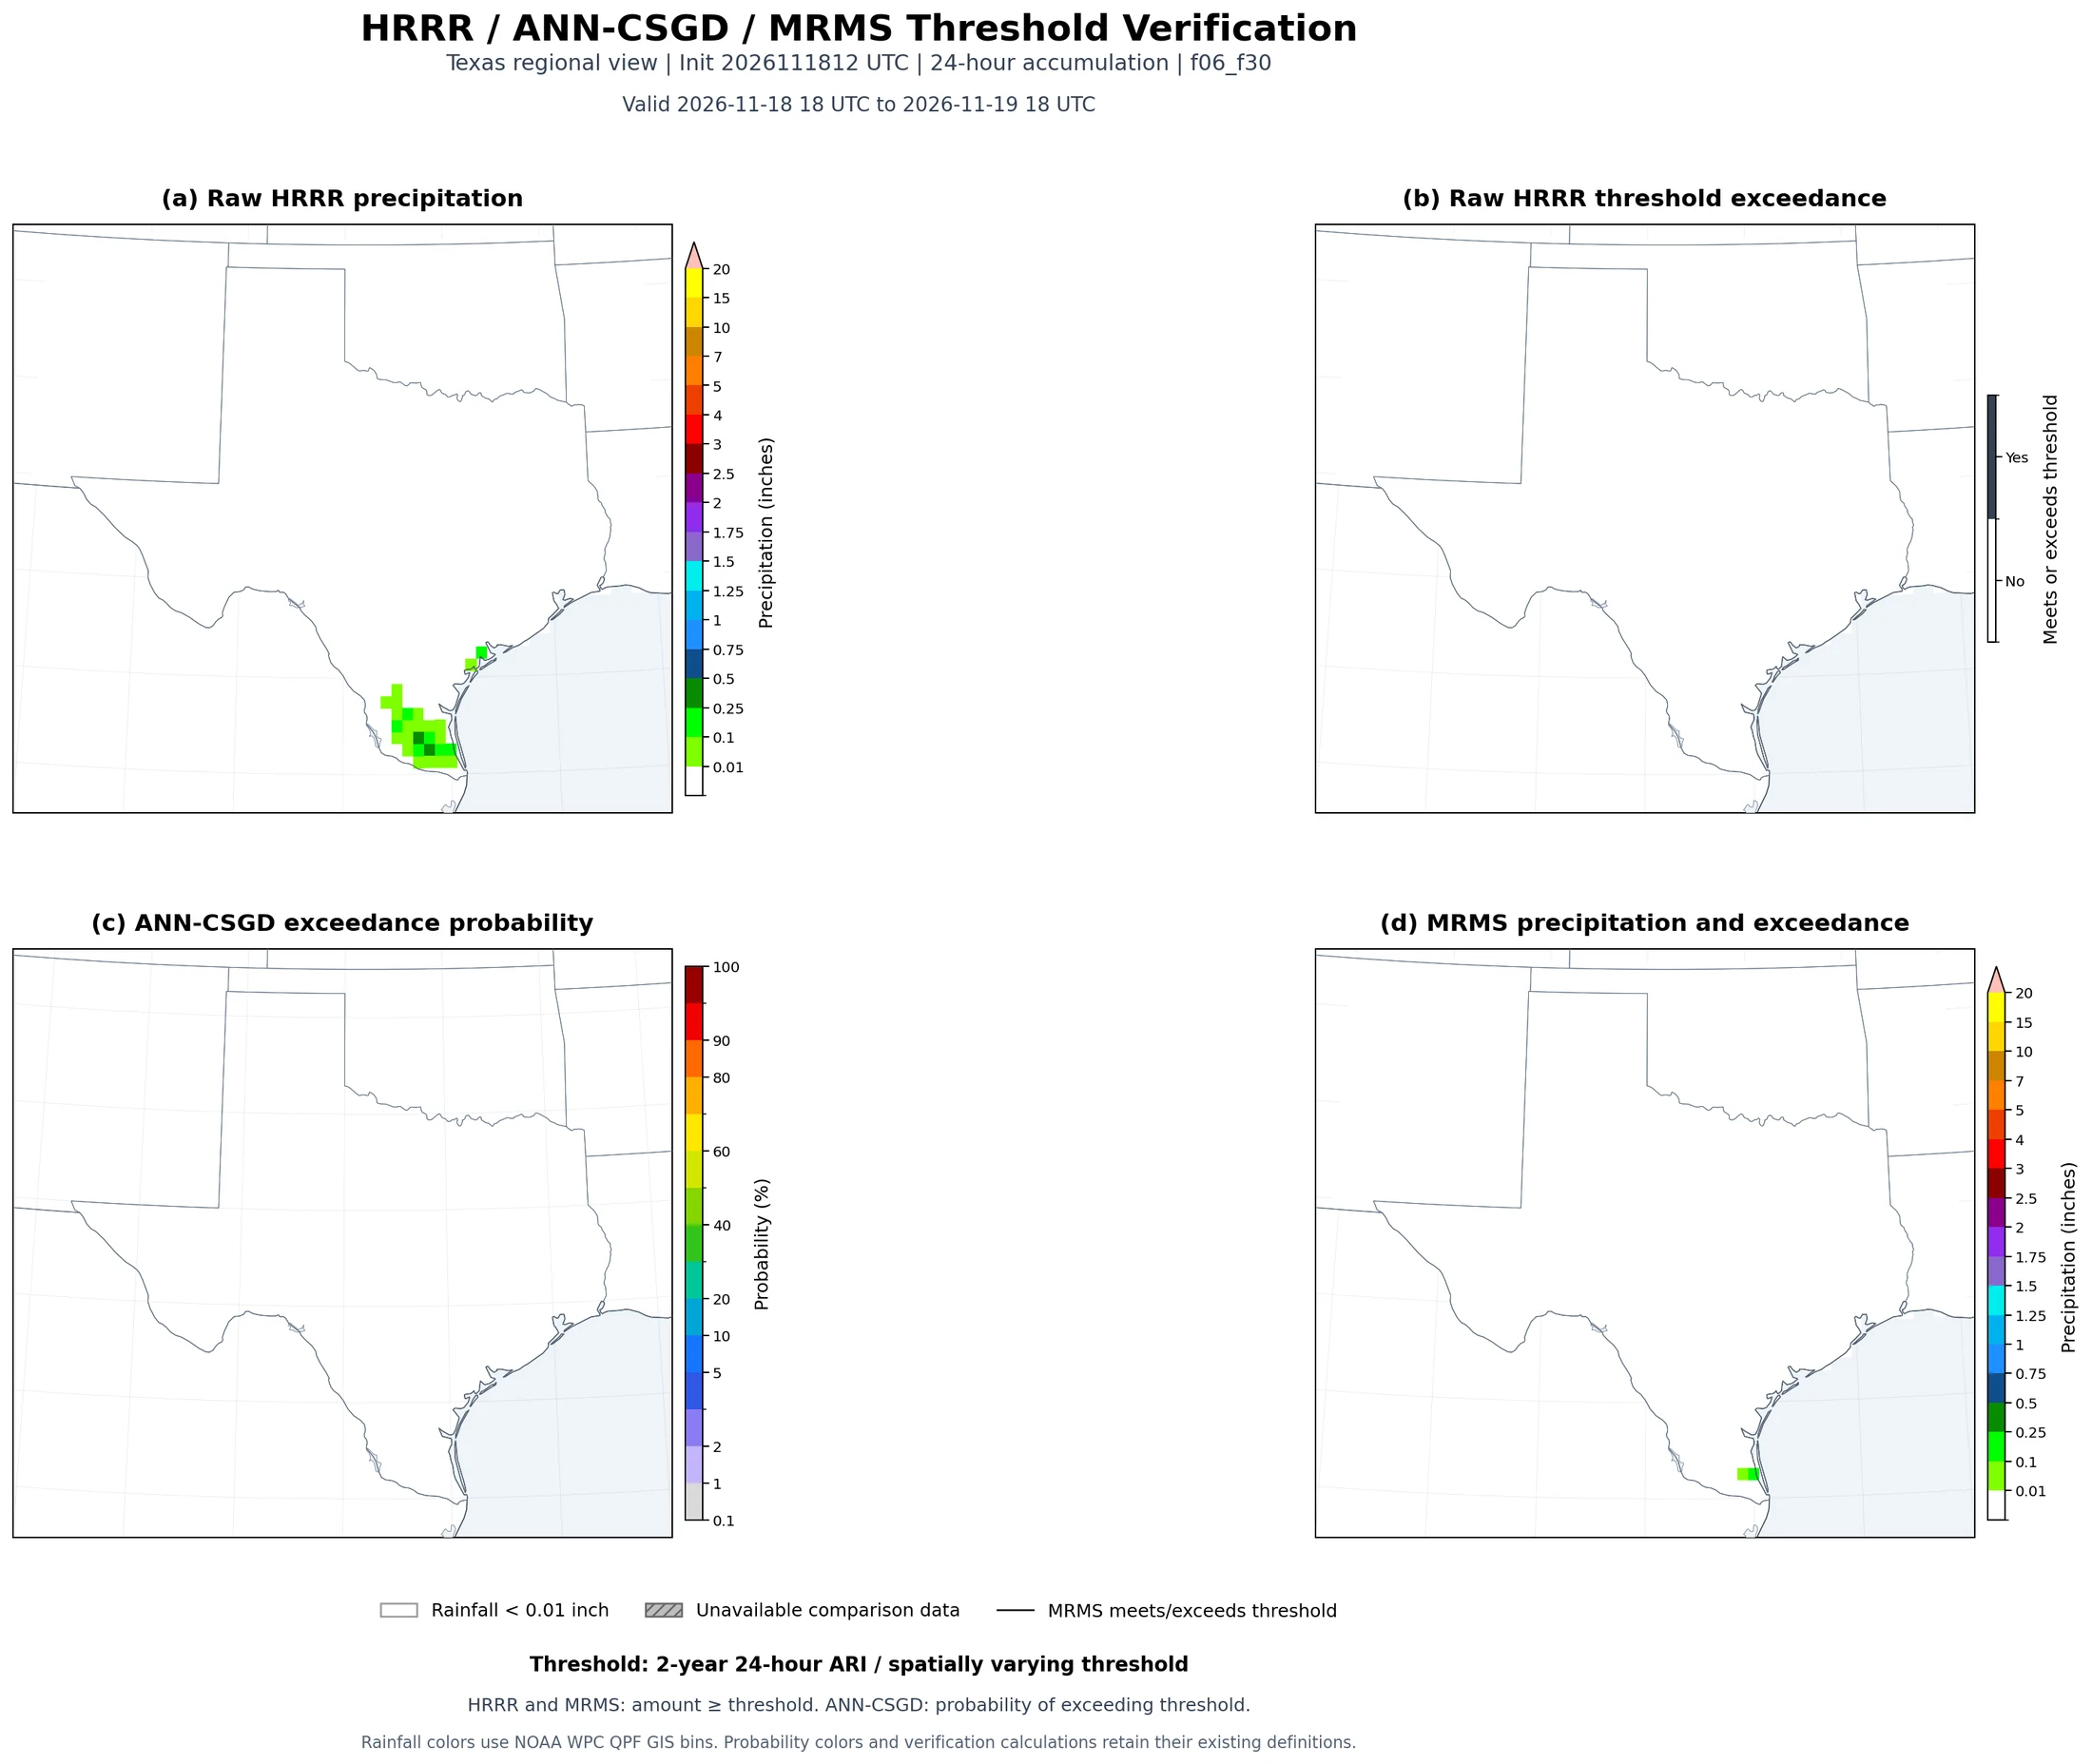 HRRR / ANN-CSGD / MRMS Threshold Verification
Texas regional view | Init 2026111812 UTC | 24-hour accumulation | f06_f30
Valid 2026-11-18 18 UTC to 2026-11-19 18 UTC
(a) Raw HRRR precipitation
20
15
10
7
5
4
3
2.5
2
1.75
1.5
1.25
1
0.75
0.5
0.25
0.1
0.01
Precipitation (inches)
(b) Raw HRRR threshold exceedance
Yes
No
Meets or exceeds threshold
(c) ANN-CSGD exceedance probability
100
90
80
60
40
20
10
5
2
1
0.1
Probability (%)
(d) MRMS precipitation and exceedance
20
15
10
7
5
4
3
2.5
2
1.75
1.5
1.25
1
0.75
0.5
0.25
0.1
0.01
Precipitation (inches)
Rainfall < 0.01 inch
Unavailable comparison data
MRMS meets/exceeds threshold
Threshold: 2-year 24-hour ARI / spatially varying threshold
HRRR and MRMS: amount ≥ threshold. ANN-CSGD: probability of exceeding threshold.
Rainfall colors use NOAA WPC QPF GIS bins. Probability colors and verification calculations retain their existing definitions.